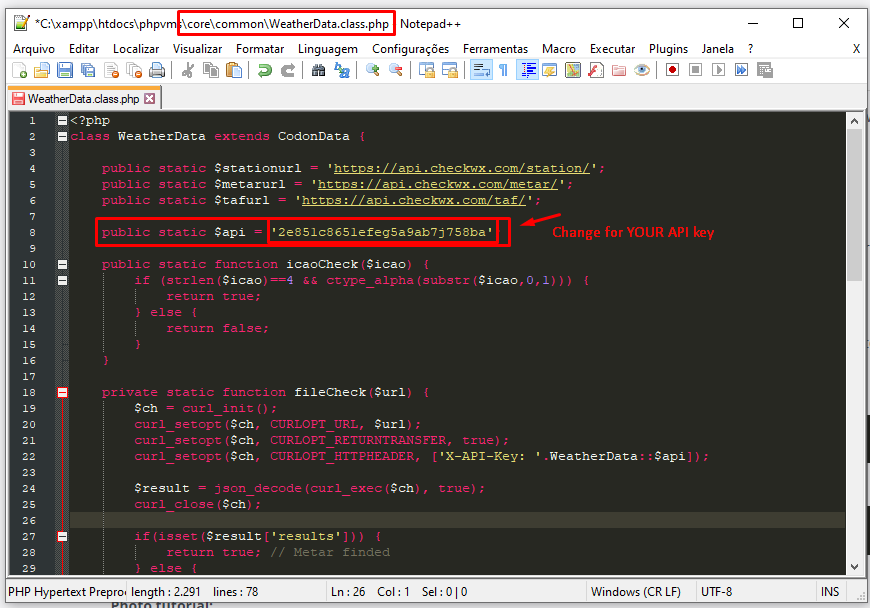 *C:\xampp\htdocs\phpvms\core\common\WeatherData.class.php Notepad++
Arquivo Editar Localizar Visualizar Formatar Linguagem Configurações Ferramentas Macro Executar Plugins Janela ? X
WeatherData.class.php
1 <?php
2 class WeatherData extends CodonData {
3
4 public static $stationurl = 'https://api.checkwx.com/station/';
5 public static $metarurl = 'https://api.checkwx.com/metar/';
6 public static $tafurl = 'https://api.checkwx.com/taf/';
7
8 public static $api = '2e851c8651efeg5a9ab7j758ba' Change for YOUR API key
9
10 public static function icaoCheck($icao) {
11 if (strlen($icao)==4 && ctype_alpha(substr($icao,0,1))) {
12 return true;
13 } else {
14 return false;
15 }
16 }
17
18 private static function fileCheck($url) {
19 $ch = curl_init();
20 curl_setopt($ch, CURLOPT_URL, $url);
21 curl_setopt($ch, CURLOPT_RETURNTRANSFER, true);
22 curl_setopt($ch, CURLOPT_HTTPHEADER, ['X-API-Key: '.WeatherData::$api]);
23
24 $result = json_decode(curl_exec($ch), true);
25 curl_close($ch);
26
27 if(isset($result['results'])) {
28 return true; // Metar finded
29 } else {
PHP Hypertext Preproc length : 2.291 lines : 78 Ln : 26 Col : 1 Sel : 0 | 0 Windows (CR LF) UTF-8 INS
Photo tutorial: